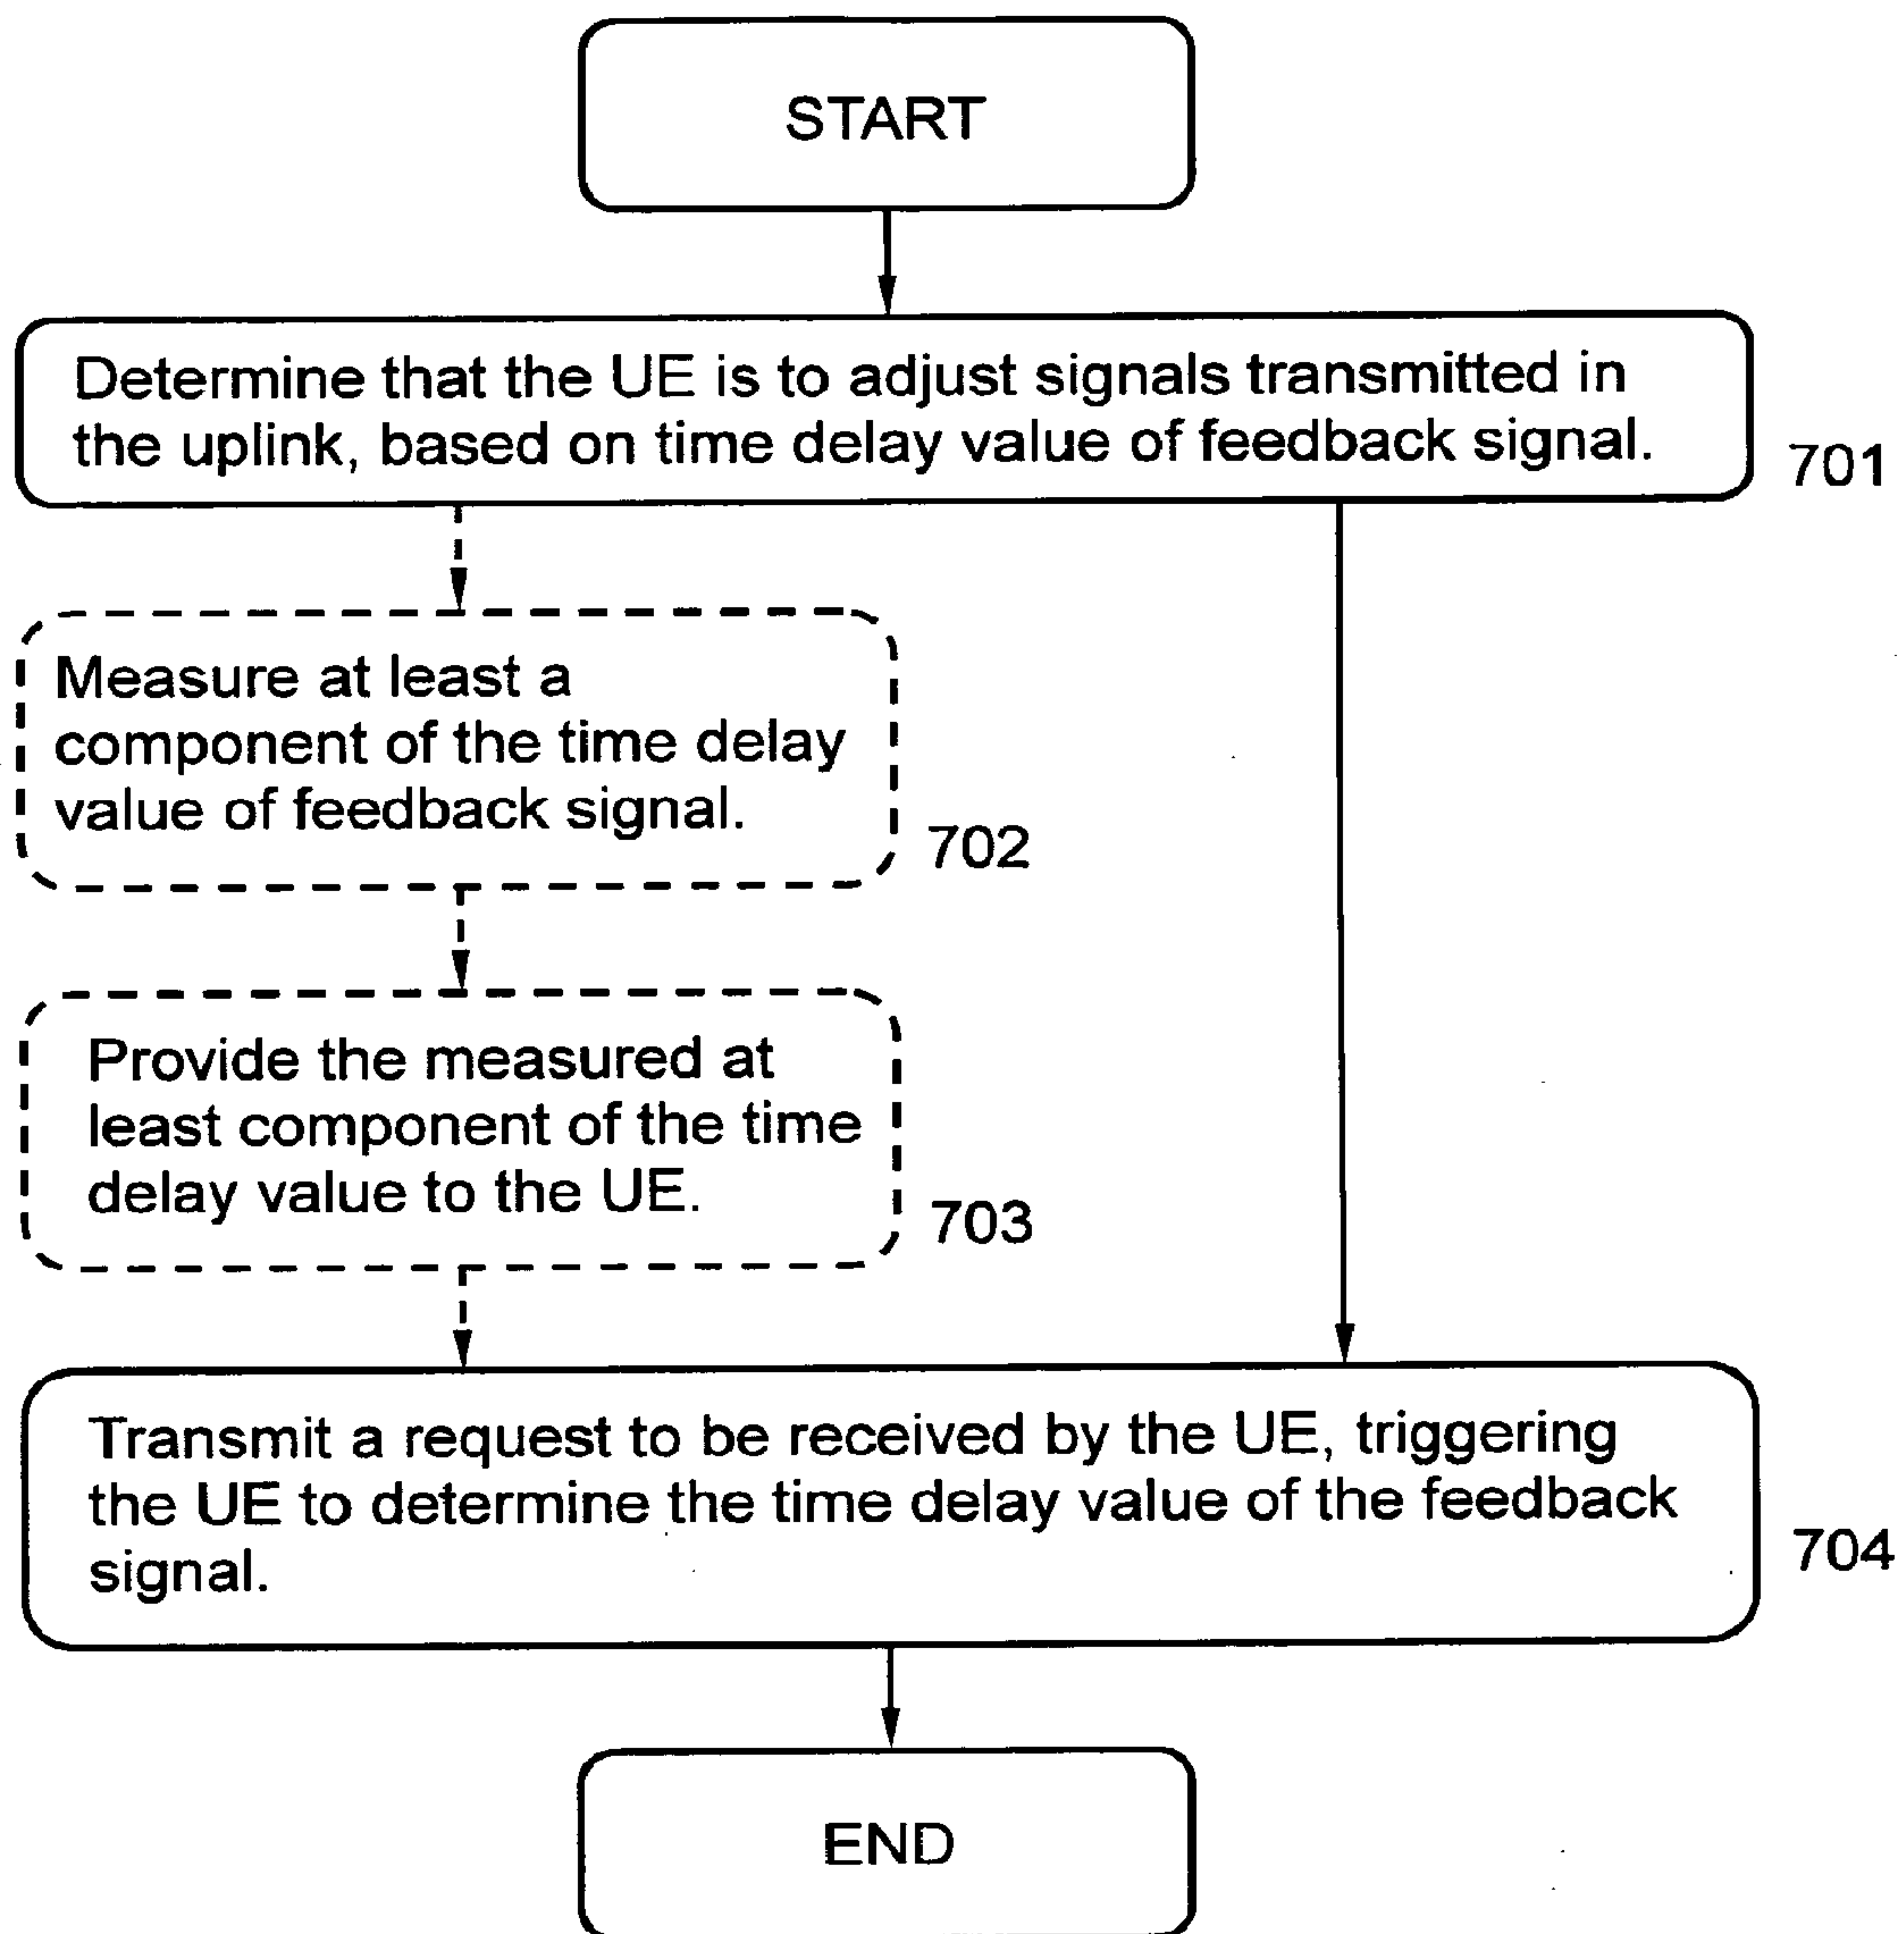 START
Determine that the UE is to adjust signals transmitted in
the uplink, based on time delay value of feedback signal.
701
Measure at least a
component of the time delay
value of feedback signal.
702
Provide the measured at
least component of the time
delay value to the UE.
703
Transmit a request to be received by the UE, triggering
the UE to determine the time delay value of the feedback
signal.
704
END